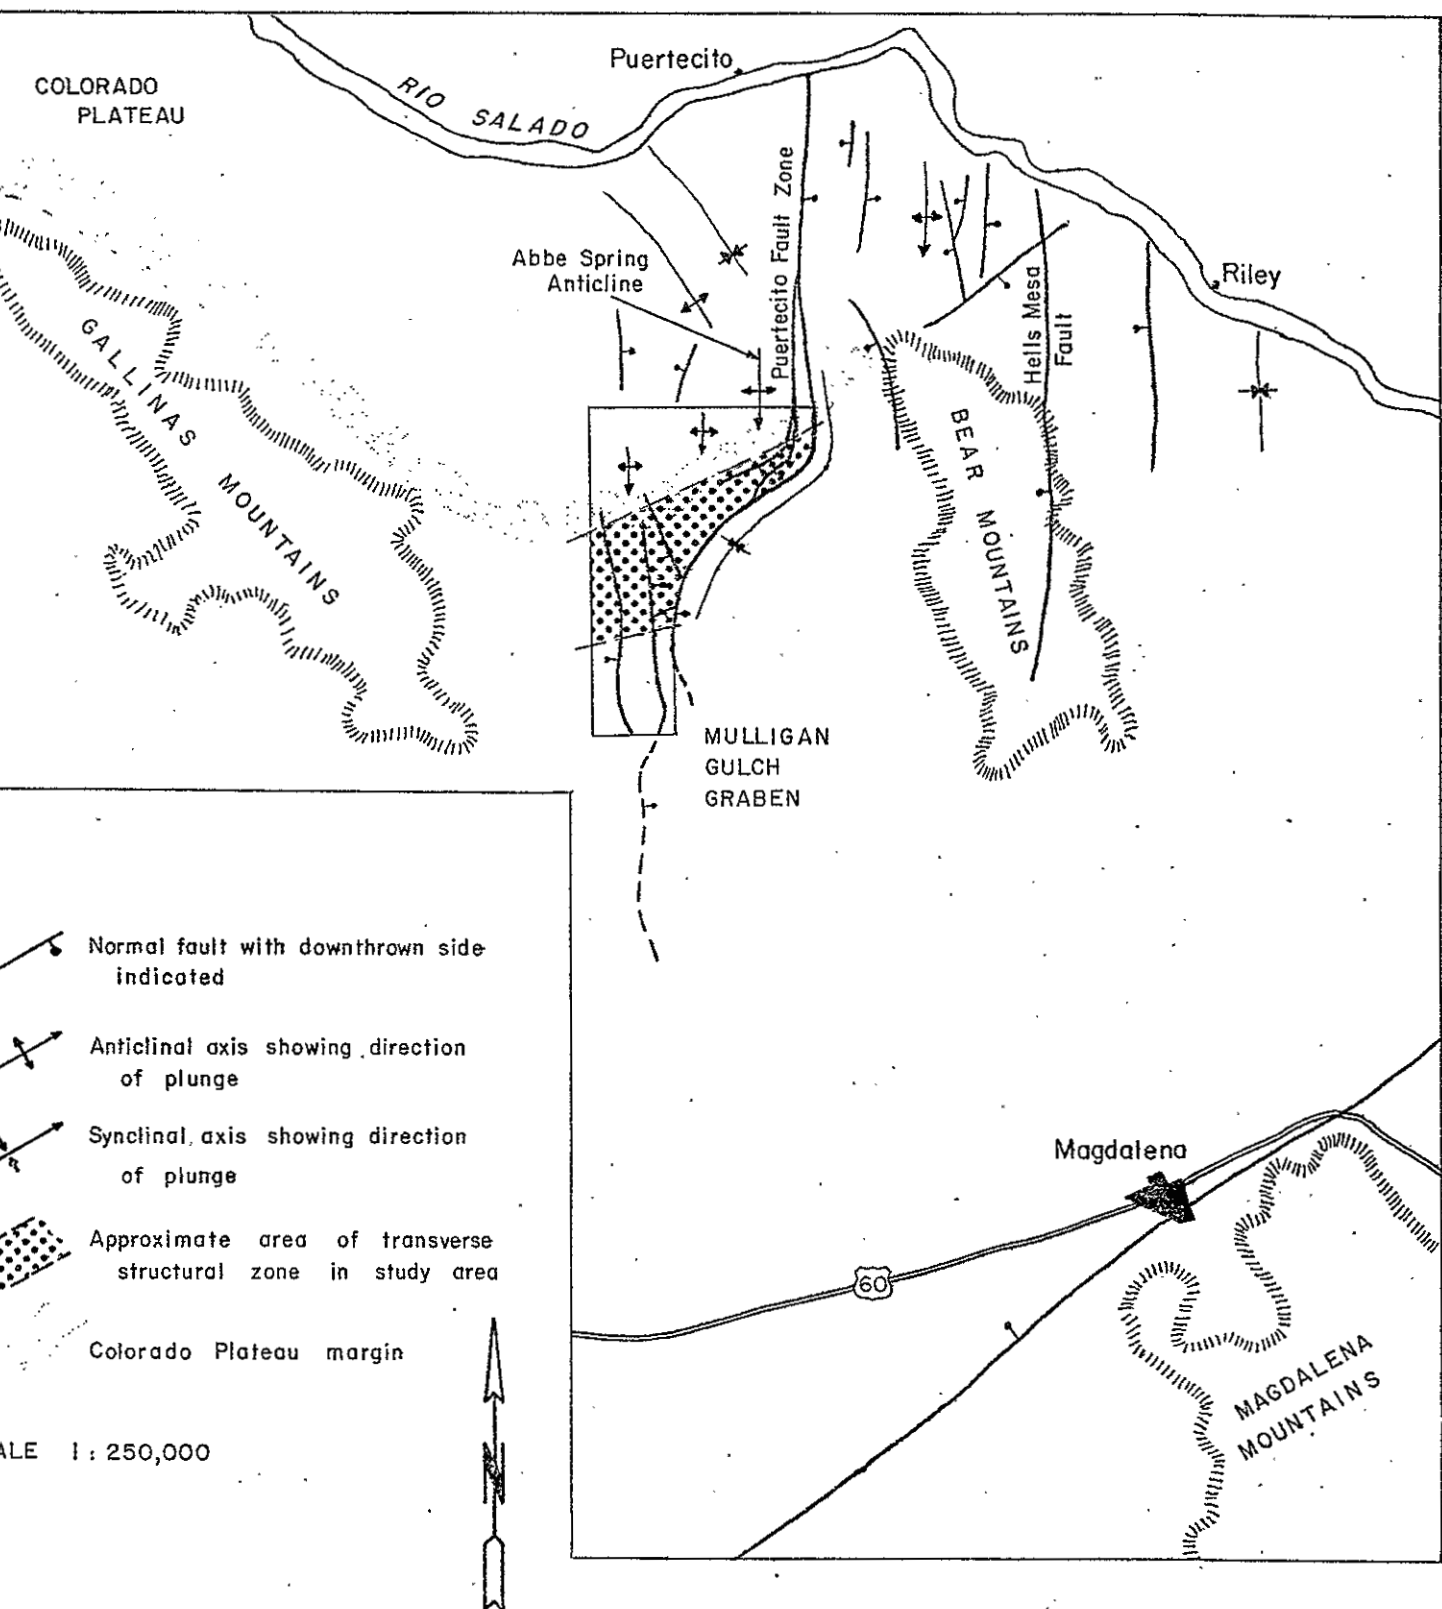 COLORADO
PLATEAU
RIO SALADO
Puertecito
Puertecito Fault Zone
Abbe Spring
Anticline
Hells Mesa
Fault
Riley
GALLINAS MOUNTAINS
BEAR MOUNTAINS
MULLIGAN
GULCH
GRABEN
Normal fault with downthrown side
indicated
Anticlinal axis showing direction
of plunge
Synclinal axis showing direction
of plunge
Approximate area of transverse
structural zone in study area
Colorado Plateau margin
ALE 1:250,000
N
Magdalena
60
MAGDALENA
MOUNTAINS